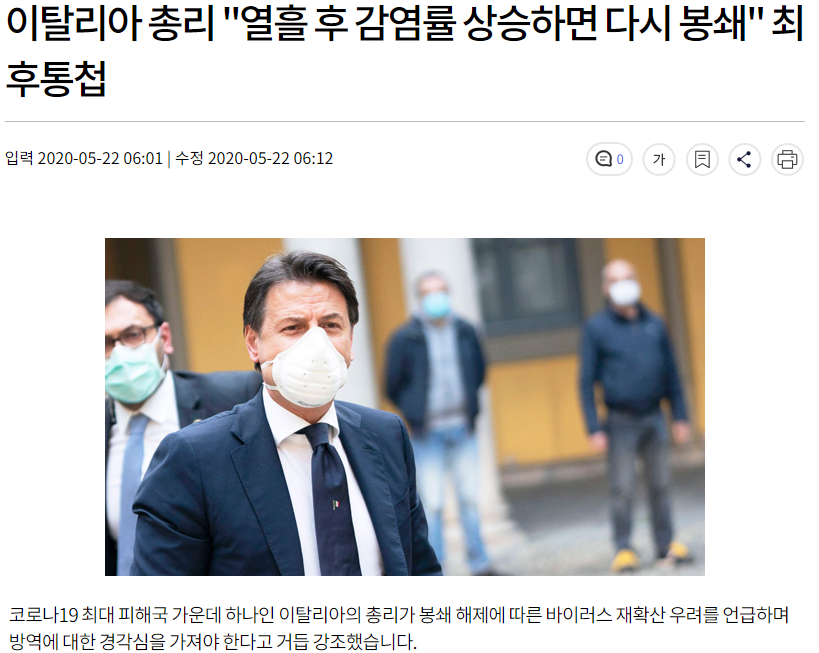 이탈리아 총리 "열흘 후 감염률 상승하면 다시 봉쇄" 최
후통첩
입력 2020-05-22 06:01 | 수정 2020-05-22 06:12
0
가
코로나19 최대 피해국 가운데 하나인 이탈리아의 총리가 봉쇄 해제에 따른 바이러스 재확산 우려를 언급하며
방역에 대한 경각심을 가져야 한다고 거듭 강조했습니다.